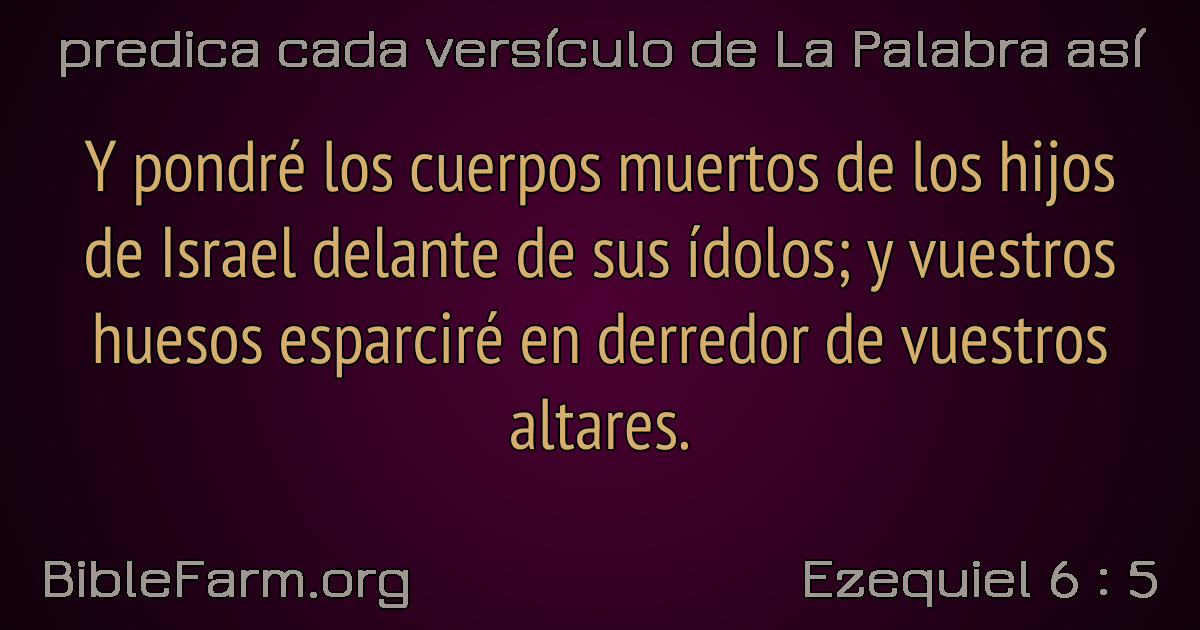 predica cada versículo de La Palabra así
Y pondré los cuerpos muertos de los hijos
de Israel delante de sus ídolos; y vuestros
huesos esparciré en derredor de vuestros
altares.
BibleFarm.org
Ezequiel 6 : 5